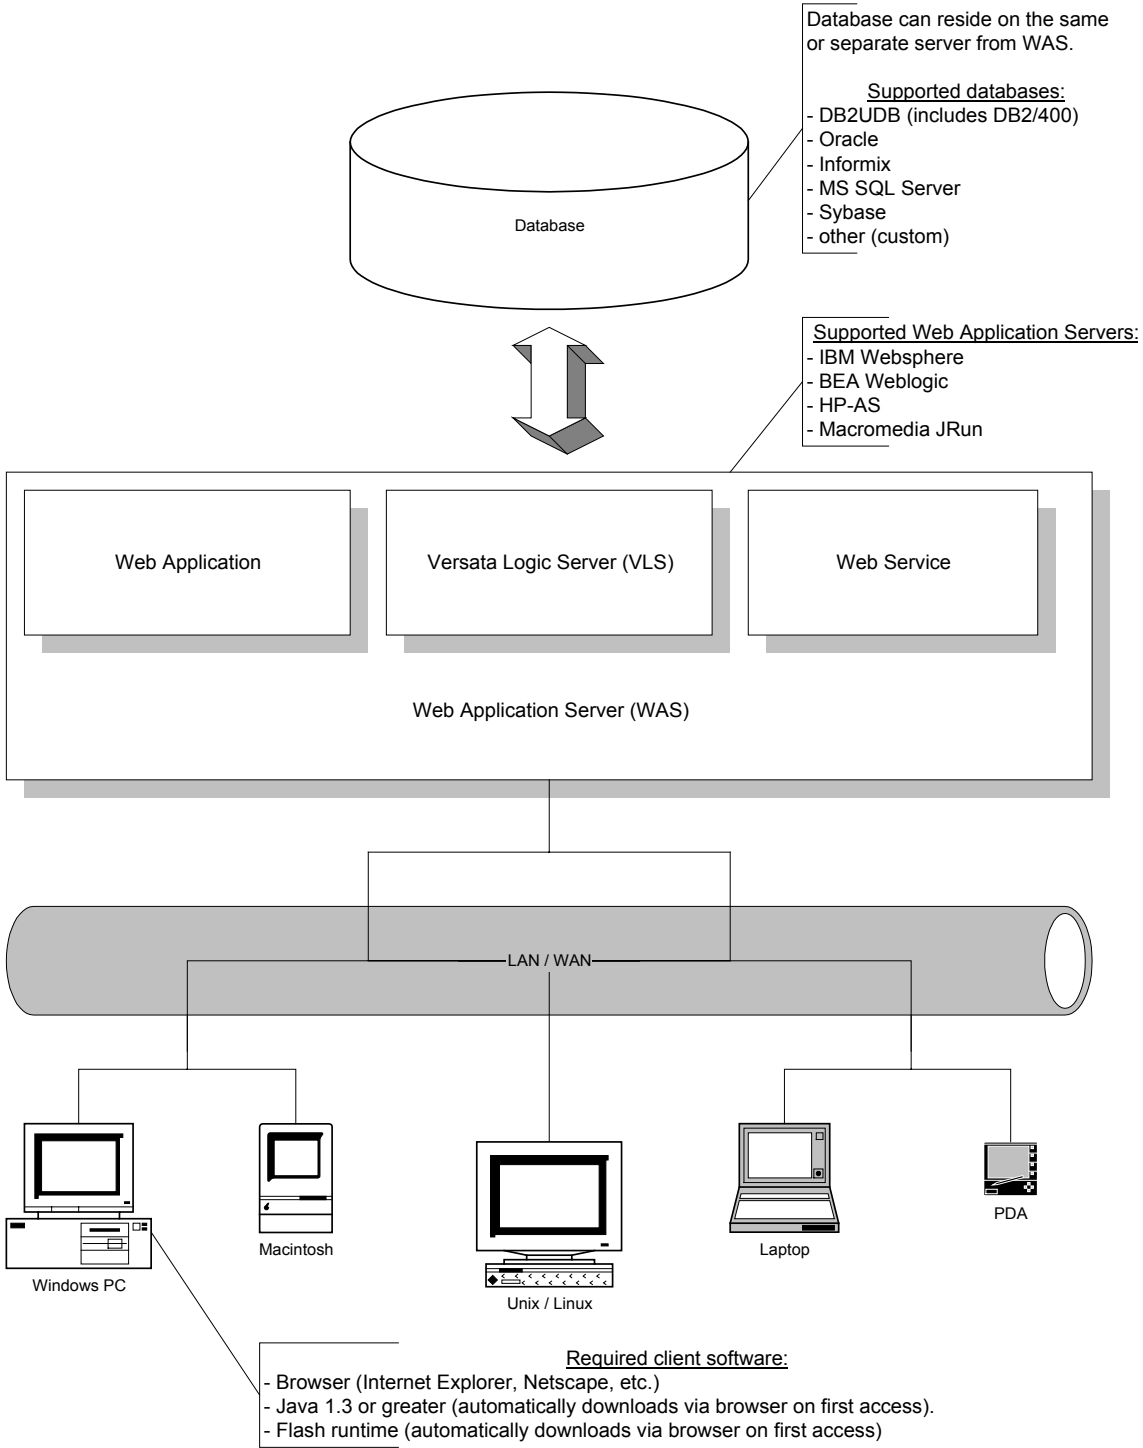 Database can reside on the same
or separate server from WAS.
Supported databases:
- DB2UDB (includes DB2/400)
- Oracle
- Informix
- MS SQL Server
- Sybase
- other (custom)
Database
Supported Web Application Servers:
- IBM Websphere
- BEA Weblogic
- HP-AS
- Macromedia JRun
Web Application
Versata Logic Server (VLS)
Web Service
Web Application Server (WAS)
LAN / WAN
Windows PC
Macintosh
Unix / Linux
Laptop
PDA
Required client software:
- Browser (Internet Explorer, Netscape, etc.)
- Java 1.3 or greater (automatically downloads via browser on first access).
- Flash runtime (automatically downloads via browser on first access)